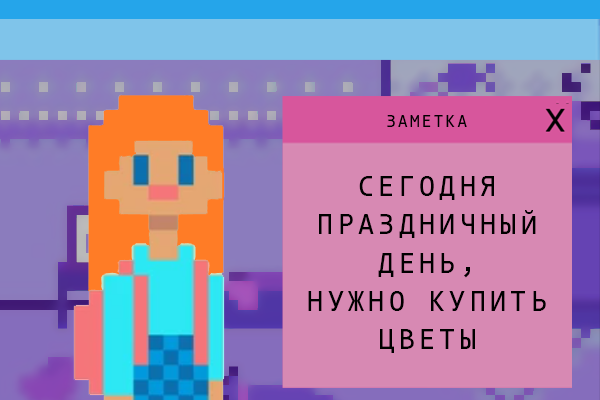 ЗАМЕТКА
X
СЕГОДНЯ
ПРАЗДНИЧНЫЙ
ДЕНЬ,
НУЖНО КУПИТЬ
ЦВЕТЫ